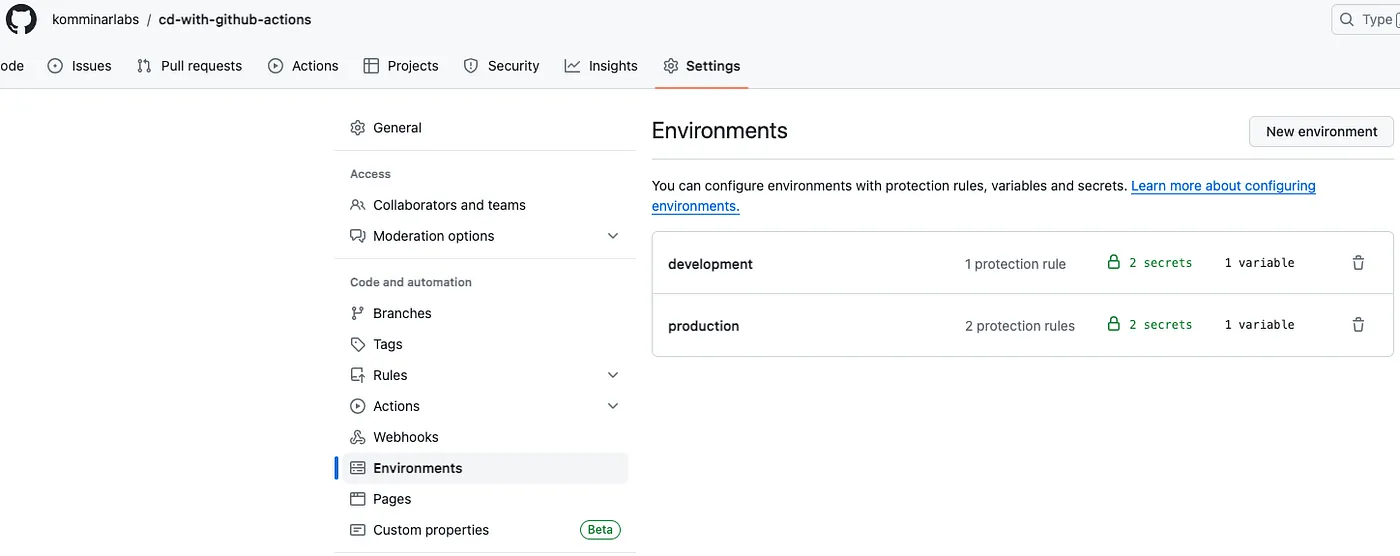 komminarlabs / cd-with-github-actions
Type
ode
Issues
Pull requests
Actions
Projects
Security
Insights
Settings
General
Access
Collaborators and teams
Moderation options
Code and automation
Branches
Tags
Rules
Actions
Webhooks
Environments
Pages
Custom properties Beta
Environments
New environment
You can configure environments with protection rules, variables and secrets. Learn more about configuring
environments.
development 1 protection rule 2 secrets 1 variable
production 2 protection rules 2 secrets 1 variable